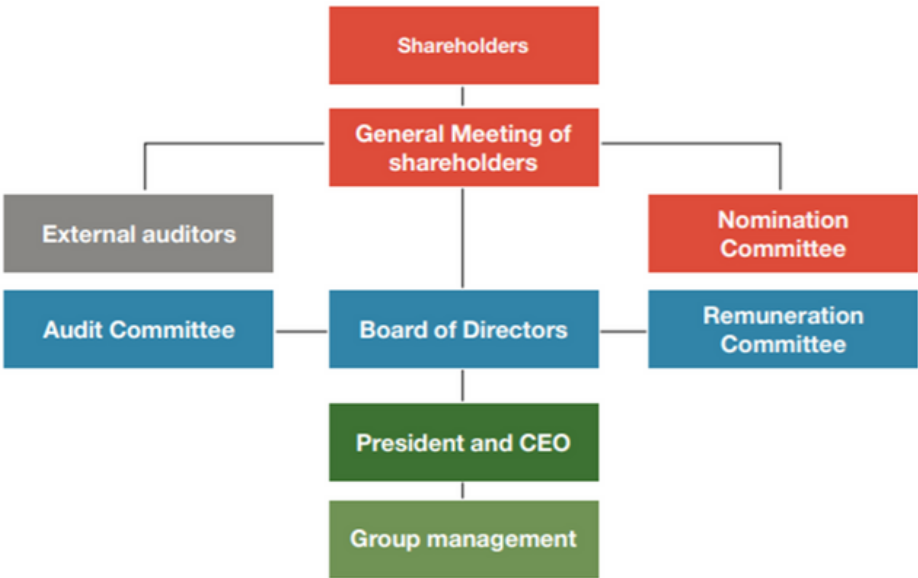 Shareholders
General Meeting of
shareholders
External auditors
Nomination
Committee
Audit Committee
Board of Directors
Remuneration
Committee
President and CEO
Group management